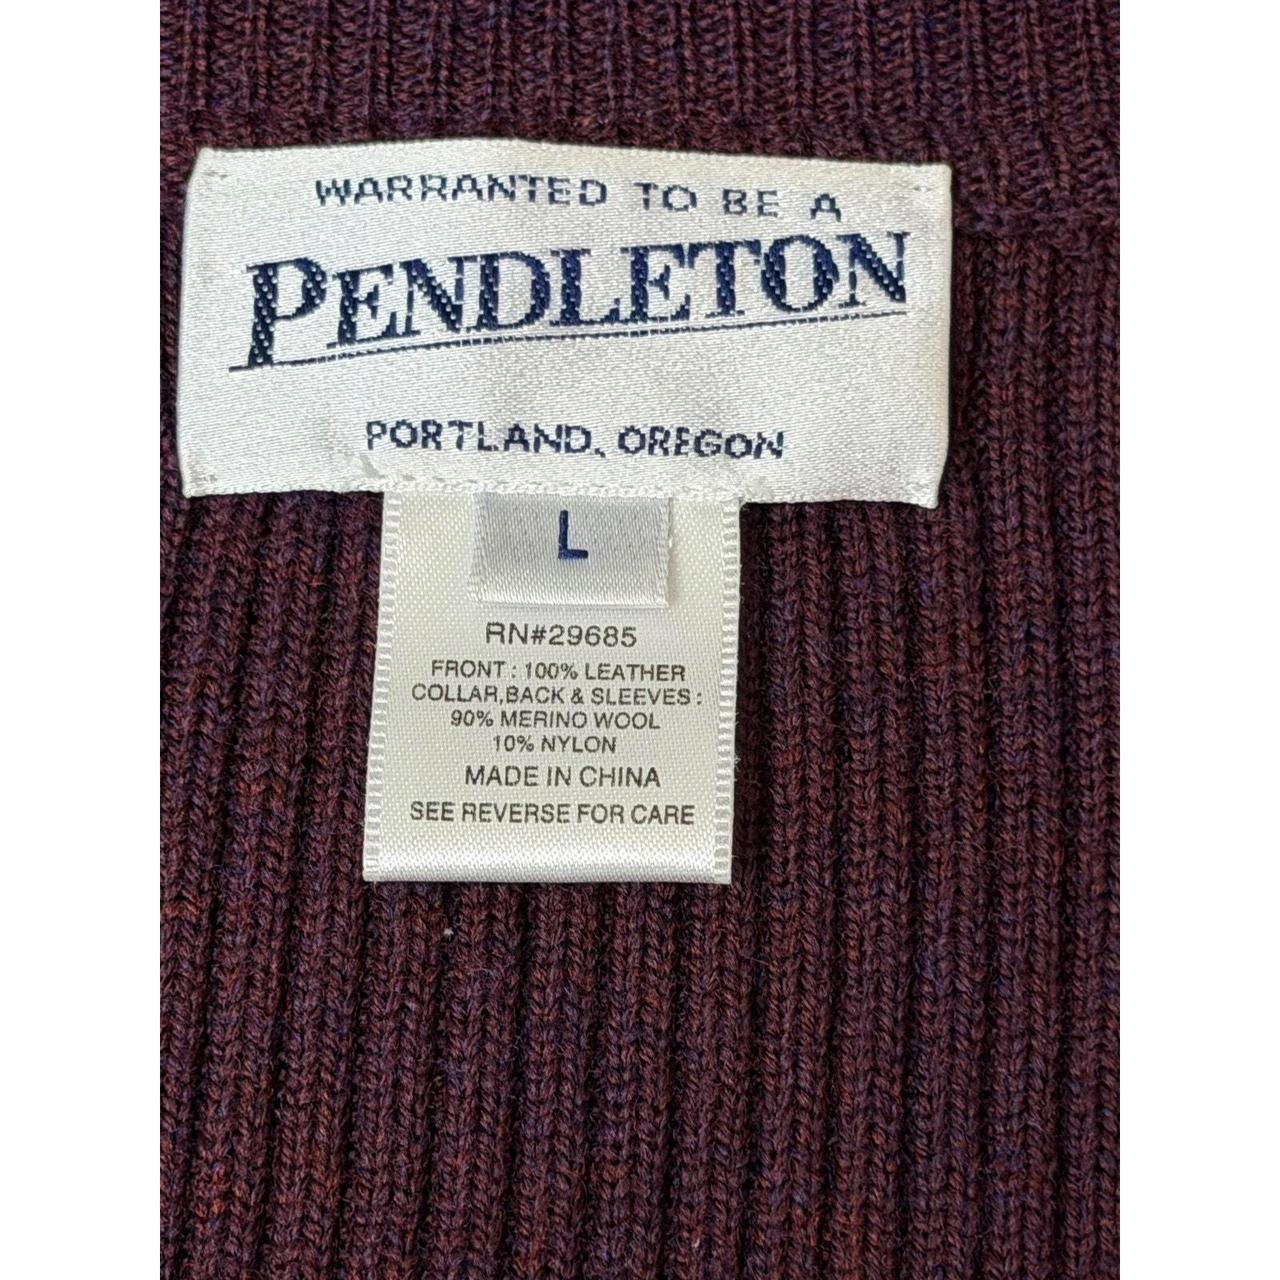 WARRANTED TO BE A
PENDLETON
PORTLAND, OREGON
L
RN#29685
FRONT : 100% LEATHER
COLLAR,BACK & SLEEVES :
90% MERINO WOOL
10% NYLON
MADE IN CHINA
SEE REVERSE FOR CARE